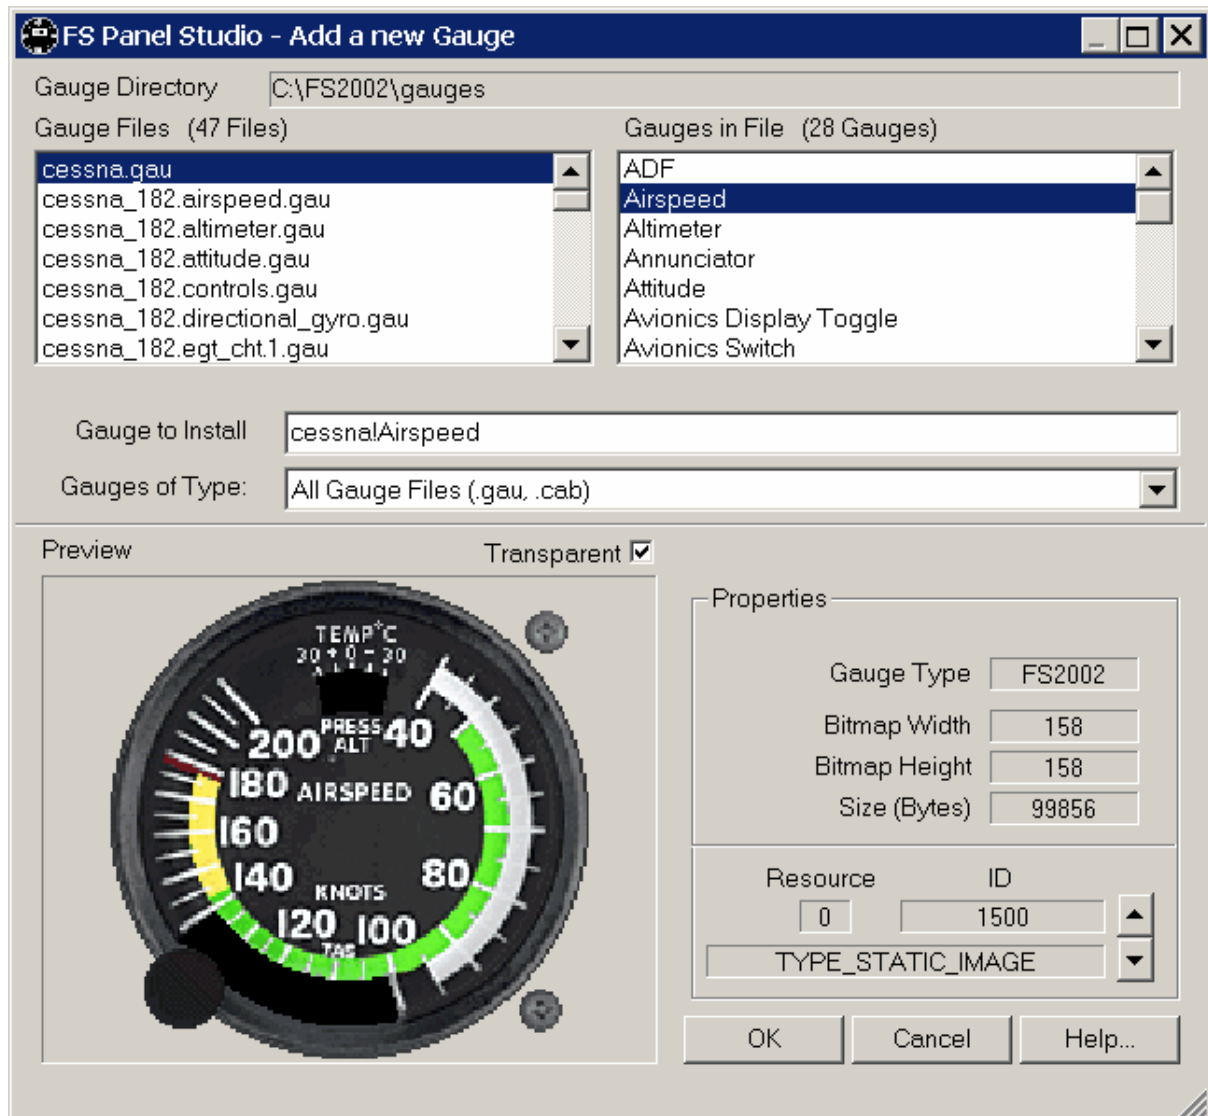 FS Panel Studio - Add a new Gauge
Gauge Directory C:\FS2002\gauges
Gauge Files (47 Files)
cessna.gau
cessna_182.airspeed.gau
cessna_182.altimeter.gau
cessna_182.attitude.gau
cessna_182.controls.gau
cessna_182.directional_gyro.gau
cessna_182.egt_cht.1.gau
Gauges in File (28 Gauges)
ADF
Airspeed
Altimeter
Annunciator
Attitude
Avionics Display Toggle
Avionics Switch
Gauge to Install cessna!Airspeed
Gauges of Type: All Gauge Files (.gau, .cab)
Preview
Transparent
TEMP°C
30 + 0 - 30
PRESS
ALT
200 40
180 AIRSPEED 60
160
140 KNOTS 80
120 100
TAS
Properties
Gauge Type FS2002
Bitmap Width 158
Bitmap Height 158
Size (Bytes) 99856
Resource ID
0 1500
TYPE_STATIC_IMAGE
OK Cancel Help...